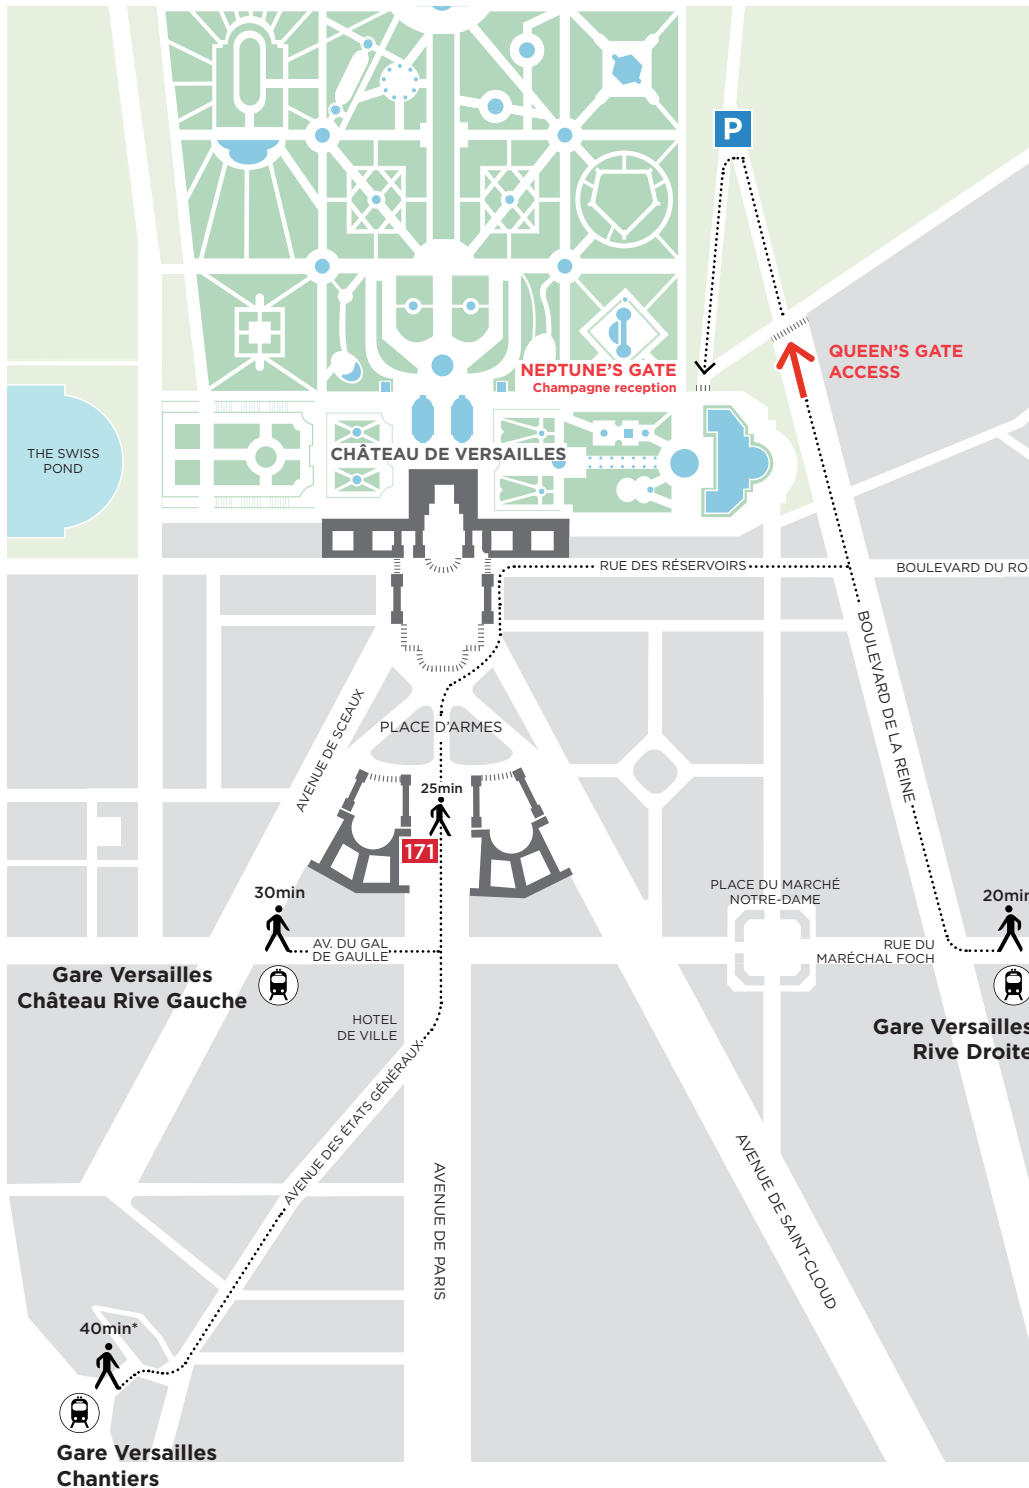 P
QUEEN'S GATE
ACCESS
NEPTUNE'S GATE
Champagne reception
THE SWISS
POND
CHÂTEAU DE VERSAILLES
RUE DES RÉSERVOIRS
BOULEVARD DU RO
BOULEVARD DE LA REINE
AVENUE DE SCEAUX
PLACE D'ARMES
25min
171
30min
AV. DU GAL
DE GAULLE
Gare Versailles
Château Rive Gauche
PLACE DU MARCHÉ
NOTRE-DAME
20min
RUE DU
MARÉCHAL FOCH
Gare Versailles
Rive Droite
HOTEL
DE VILLE
AVENUE DES ÉTATS GÉNÉRAUX
AVENUE DE PARIS
AVENUE DE SAINT-CLOUD
40min*
Gare Versailles
Chantiers